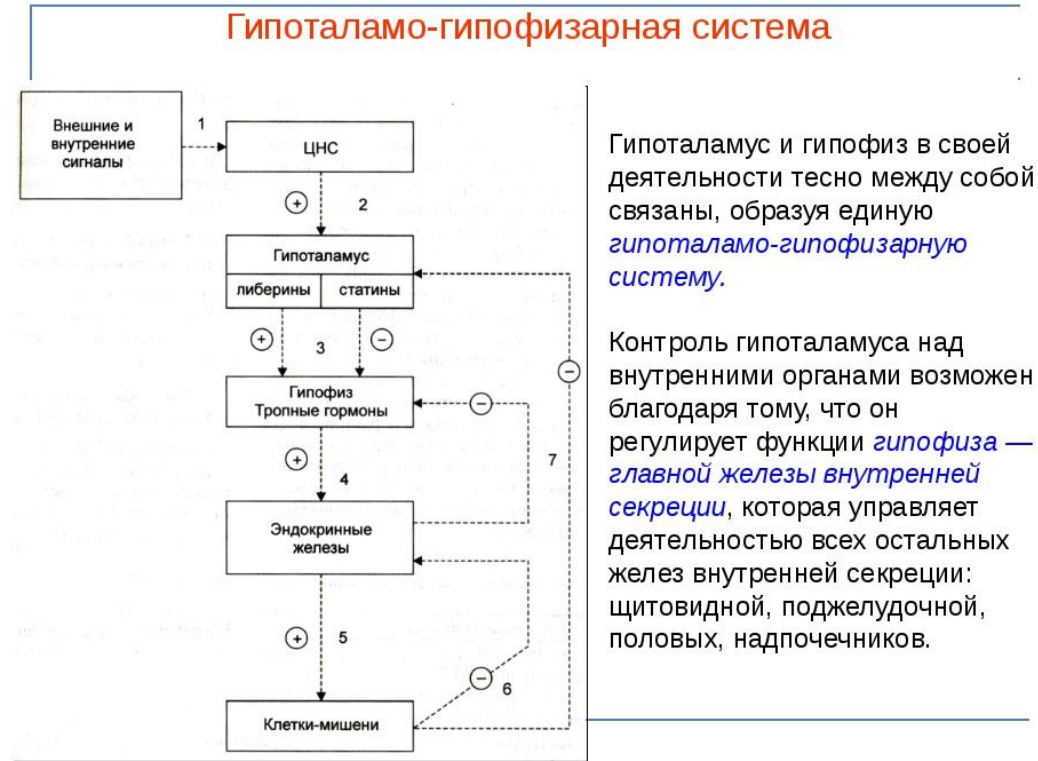 Гипоталамо-гипофизарная система
Внешние и
внутренние
сигналы
1
ЦНС
+
2
Гипоталамус
либерины
статины
+
3
−
−
Гипофиз
Тропные гормоны
−
+
4
7
Эндокринные
железы
+
5
−
6
Клетки-мишени
Гипоталамус и гипофиз в своей
деятельности тесно между собой
связаны, образуя единую
гипоталамо-гипофизарную
систему.
Контроль гипоталамуса над
внутренними органами возможен
благодаря тому, что он
регулирует функции гипофиза —
главной железы внутренней
секреции, которая управляет
деятельностью всех остальных
желез внутренней секреции:
щитовидной, поджелудочной,
половых, надпочечников.